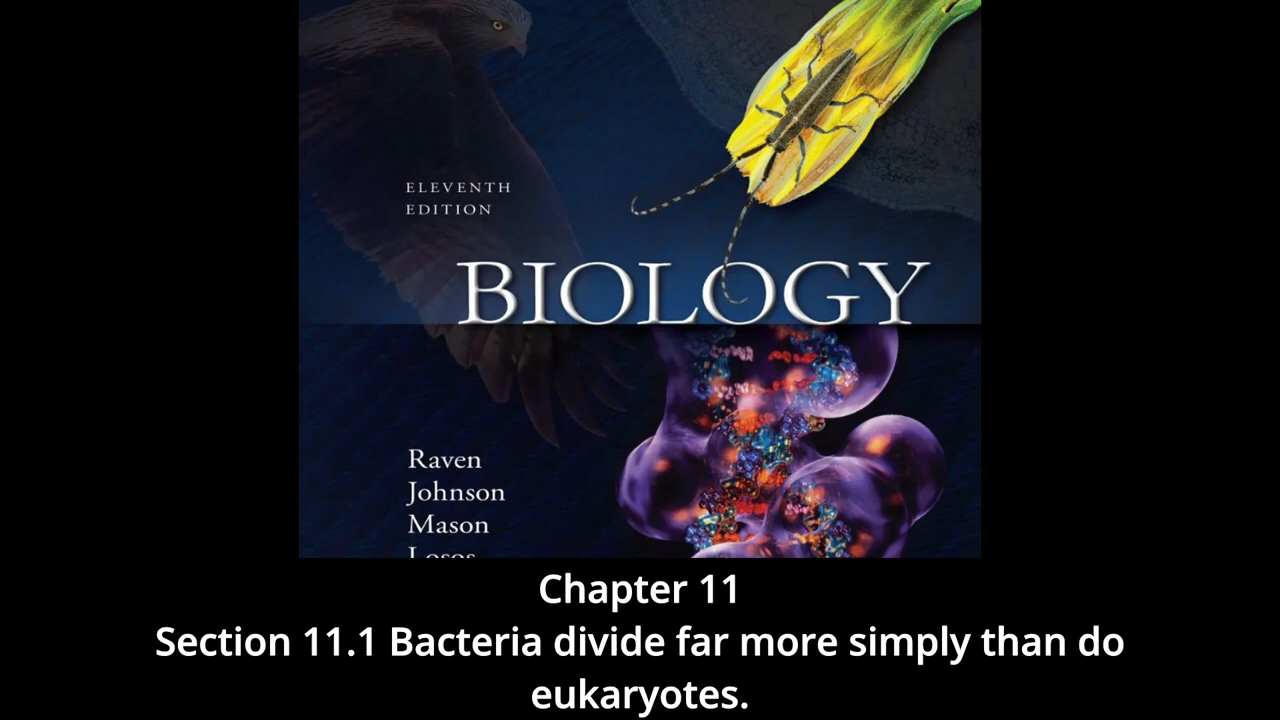 ELEVENTH
EDITION
BIOLOGY
Raven
Johnson
Mason
Losos
Chapter 11
Section 11.1 Bacteria divide far more simply than do
eukaryotes.